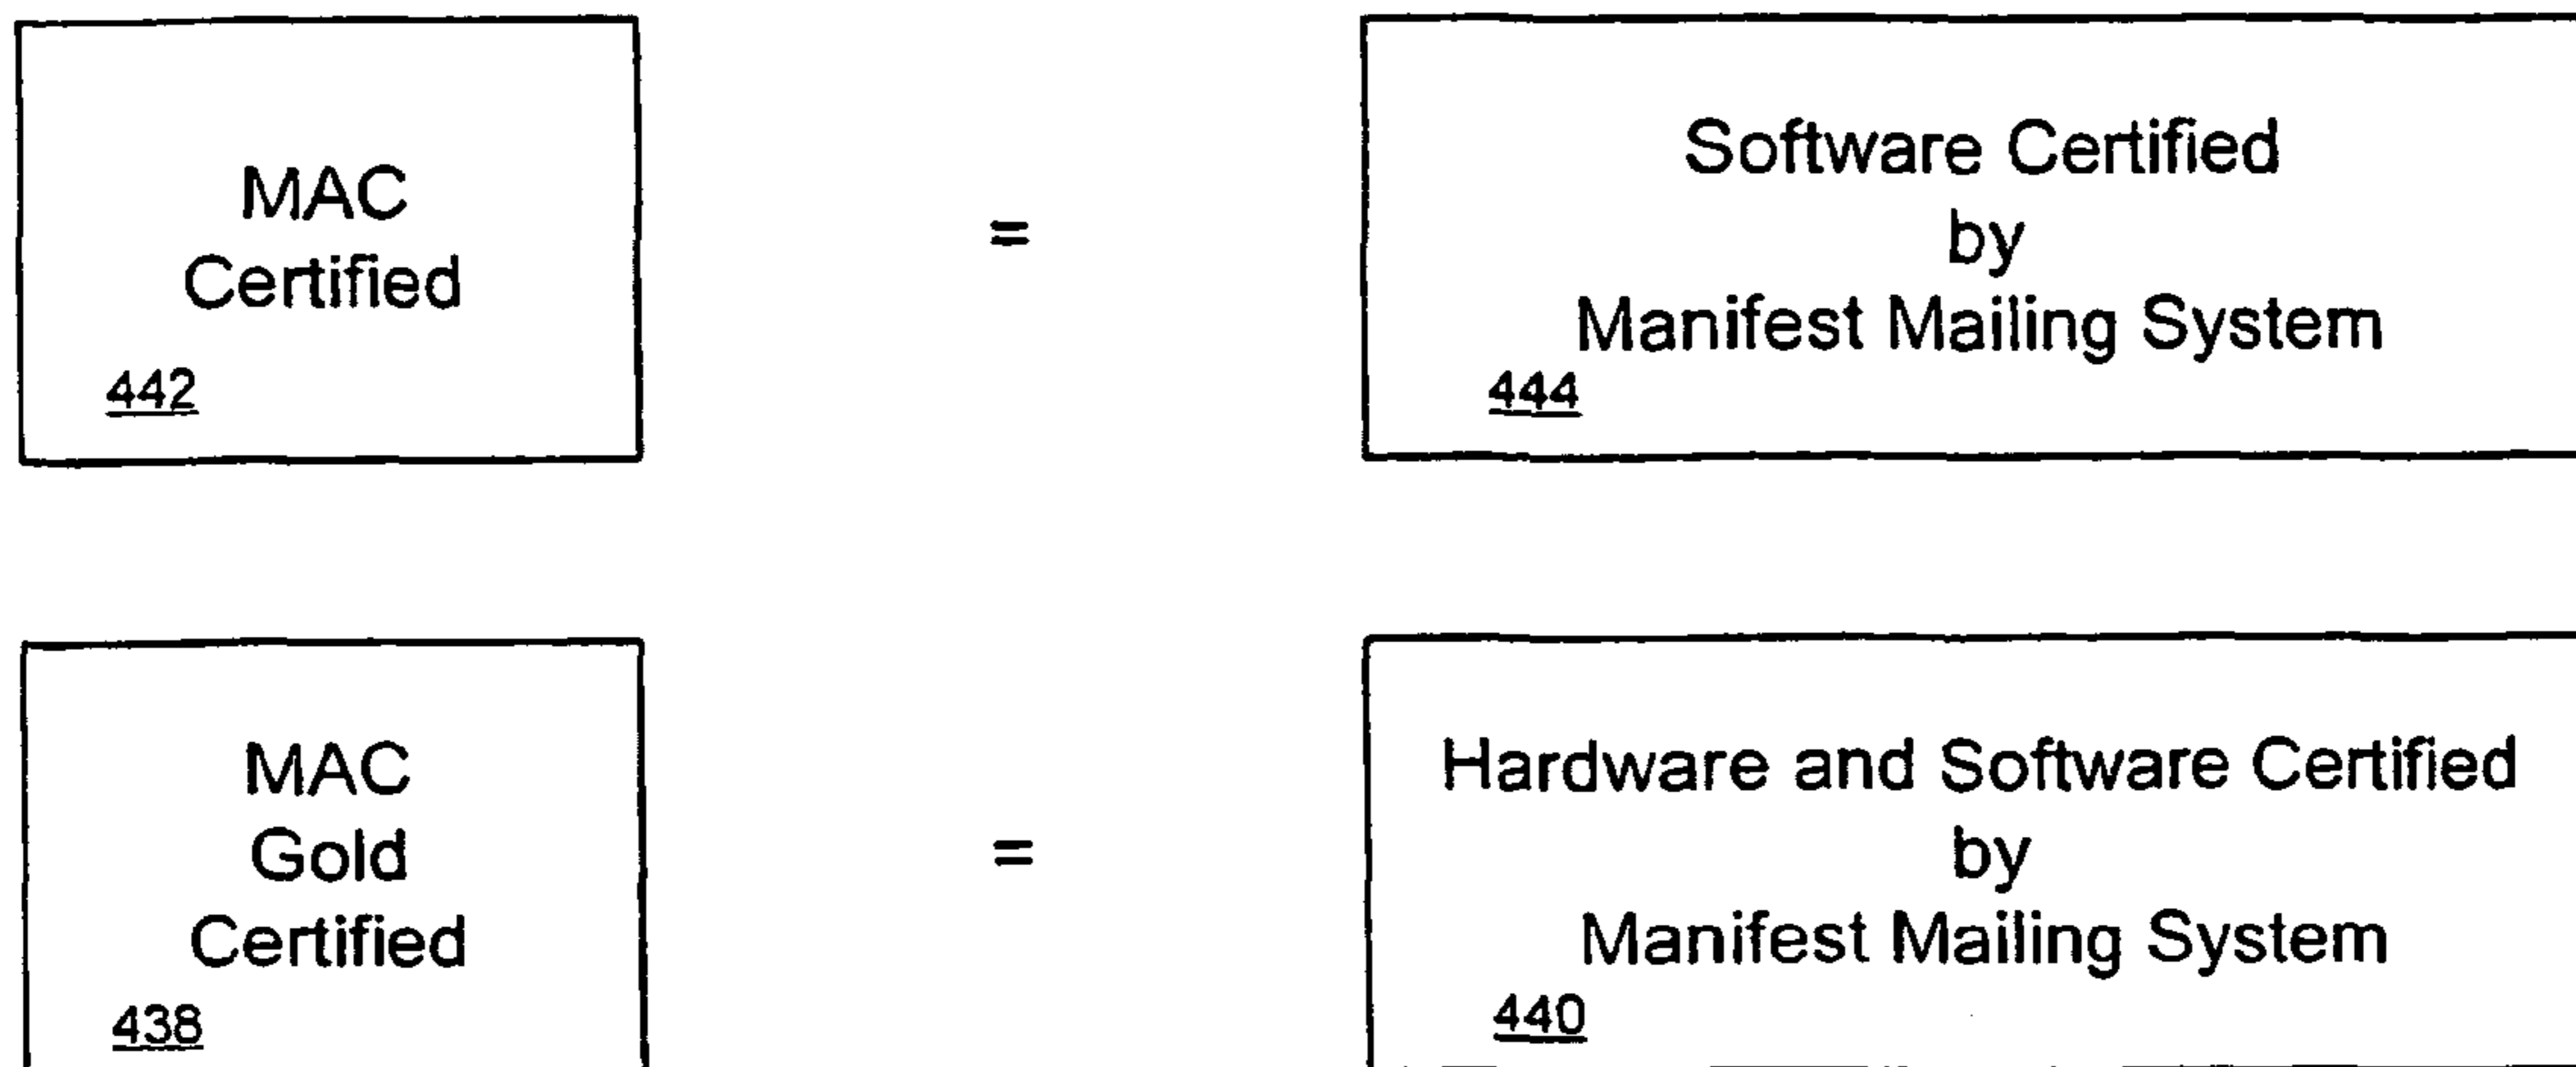 MAC
Certified
442
=
Software Certified
by
Manifest Mailing System
444
MAC
Gold
Certified
438
=
Hardware and Software Certified
by
Manifest Mailing System
440